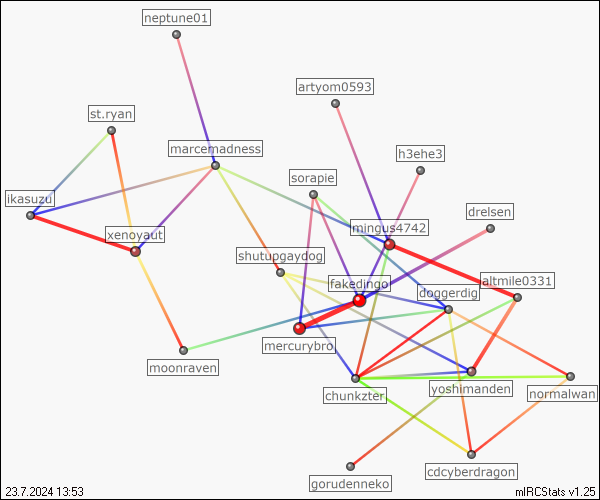 neptune01
artyom0593
st.ryan
marcemadness
h3ehe3
sorapie
ikasuzu
drelsen
mingus4742
xenoyaut
shutupgaydog
altmile0331
fakedingo
doggerdig
mercurybro
moonraven
yoshimanden
normalwan
chunkzter
cdcyberdragon
gorudenneko
23.7.2024 13:53
mIRCStats v1.25